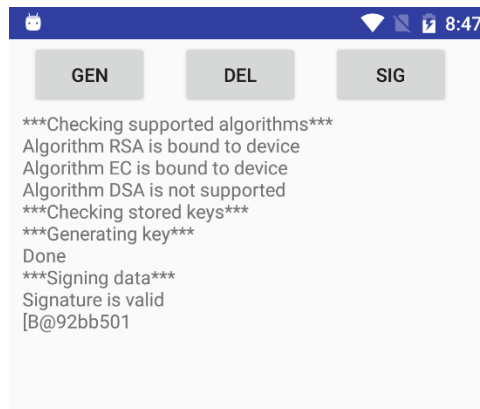 8:47
GEN DEL SIG
***Checking supported algorithms***
Algorithm RSA is bound to device
Algorithm EC is bound to device
Algorithm DSA is not supported
***Checking stored keys***
***Generating key***
Done
***Signing data***
Signature is valid
[B@92bb501